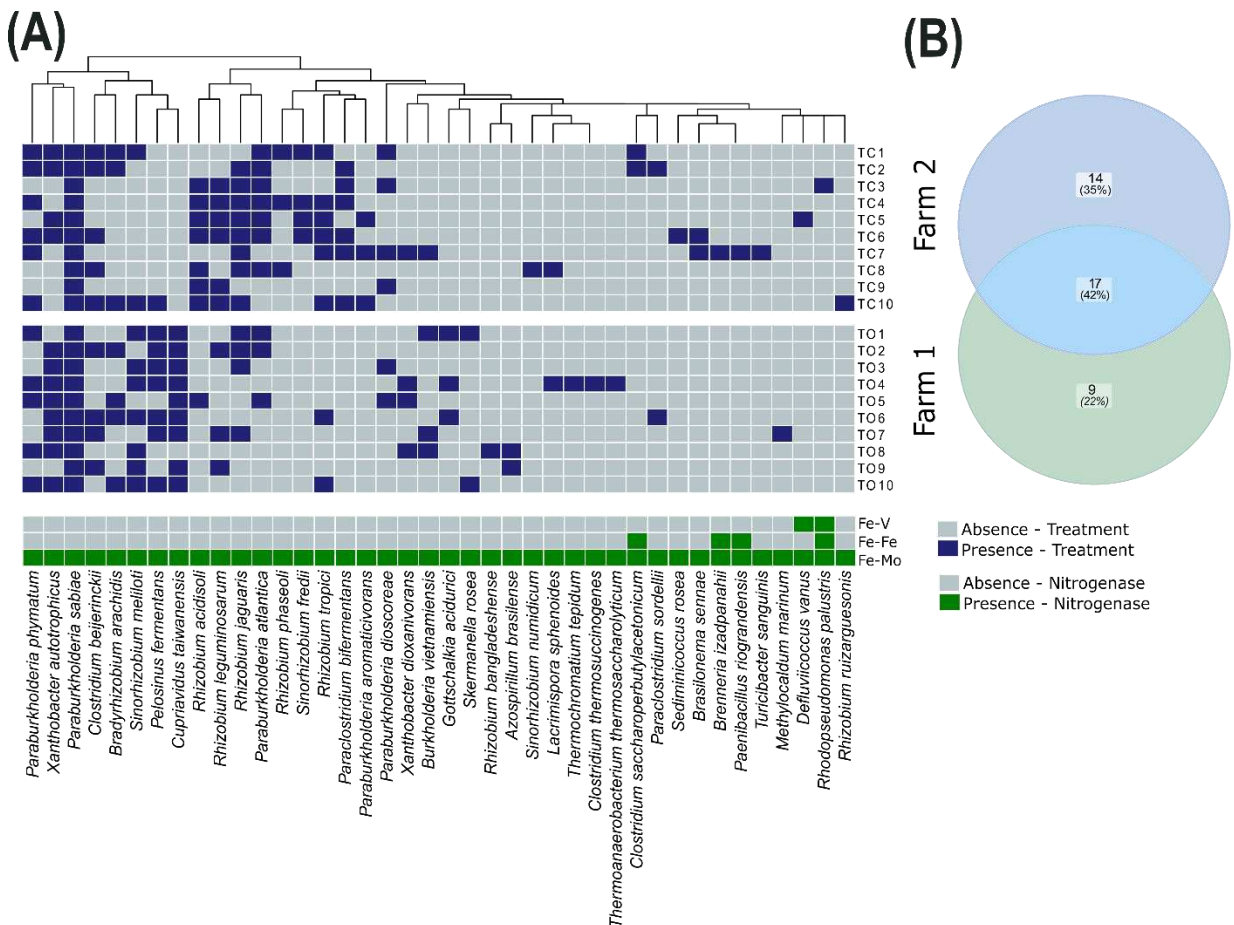 (A)
(B)
TC1
TC2
TC3
TC4
TC5
TC6
TC7
TC8
TC9
TC10
TO1
TO2
TO3
TO4
TO5
TO6
TO7
TO8
TO9
TO10
Fe-V
Fe-Fe
Fe-Mo
Paraburkholderia phymatum
Xanthobacter autotrophicus
Paraburkholderia sabiae
Clostridium beijerinckii
Bradyrhizobium arachidis
Sinorhizobium meliloti
Pelosinus fermentans
Cupriavidus taiwanensis
Rhizobium acidisoli
Rhizobium leguminosarum
Rhizobium jaguaris
Paraburkholderia atlantica
Rhizobium phaseoli
Sinorhizobium fredii
Rhizobium tropici
Paraclostridium bifermentans
Paraburkholderia aromaticivorans
Paraburkholderia dioscoreae
Xanthobacter dioxanivorans
Burkholderia vietnamiensis
Gottschalkia acidurici
Skermanella rosea
Rhizobium bangladeshense
Azospirillum brasilense
Sinorhizobium numidicum
Lacrimispora sphenoides
Thermochromatium tepidum
Clostridium thermosuccinogenes
Thermoanaerobacterium thermosaccharolyticum
Clostridium saccharoperbutylacetonicum
Paraclostridium sordellii
Sediminicoccus rosea
Brasilonema sennae
Brenneria izadpanahii
Paenibacillus riograndensis
Turicibacter sanguinis
Methylocaldum marinum
Defluviicoccus vanus
Rhodopseudomonas palustris
Rhizobium ruizarguesonis
Farm 2
Farm 1
14
(35%)
17
(42%)
9
(22%)
Absence - Treatment
Presence - Treatment
Absence - Nitrogenase
Presence - Nitrogenase